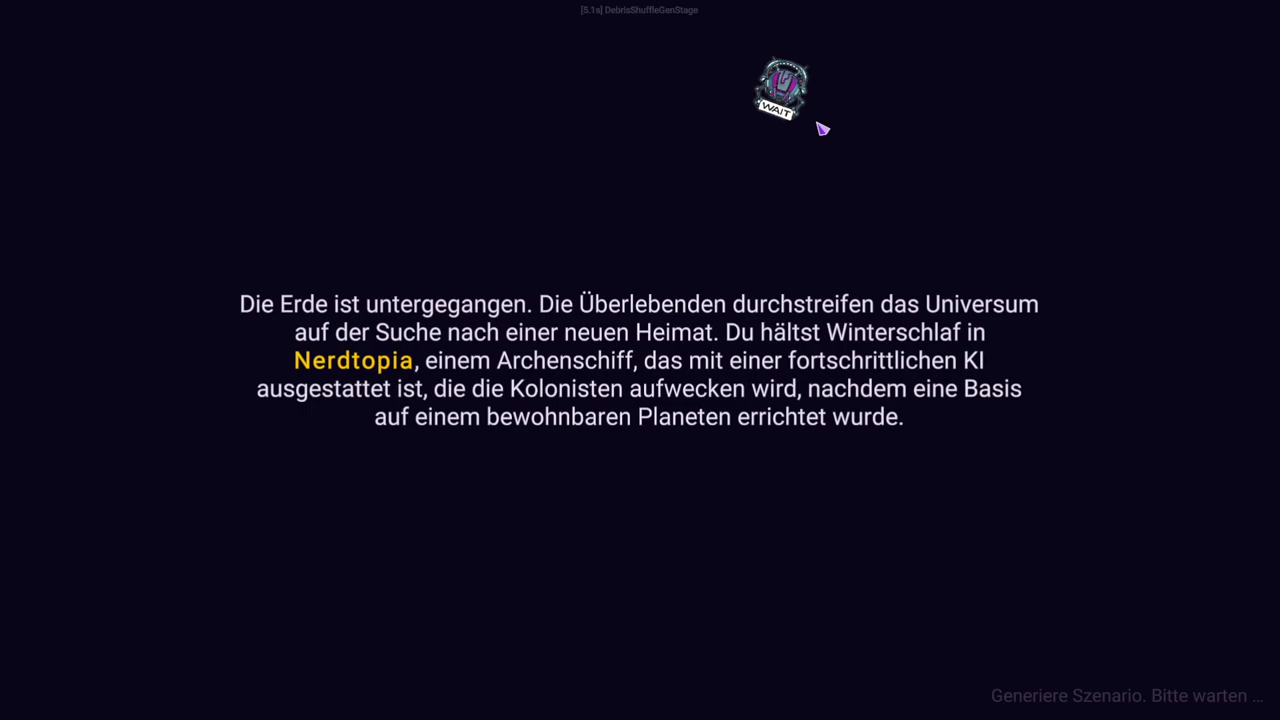 [5.1s] DebrisShuffleGenStage
WAIT
Die Erde ist untergegangen. Die Überlebenden durchstreifen das Universum
auf der Suche nach einer neuen Heimat. Du hältst Winterschlaf in
Nerdtopia, einem Archenschiff, das mit einer fortschrittlichen KI
ausgestattet ist, die die Kolonisten aufwecken wird, nachdem eine Basis
auf einem bewohnbaren Planeten errichtet wurde.
Generiere Szenario. Bitte warten ...